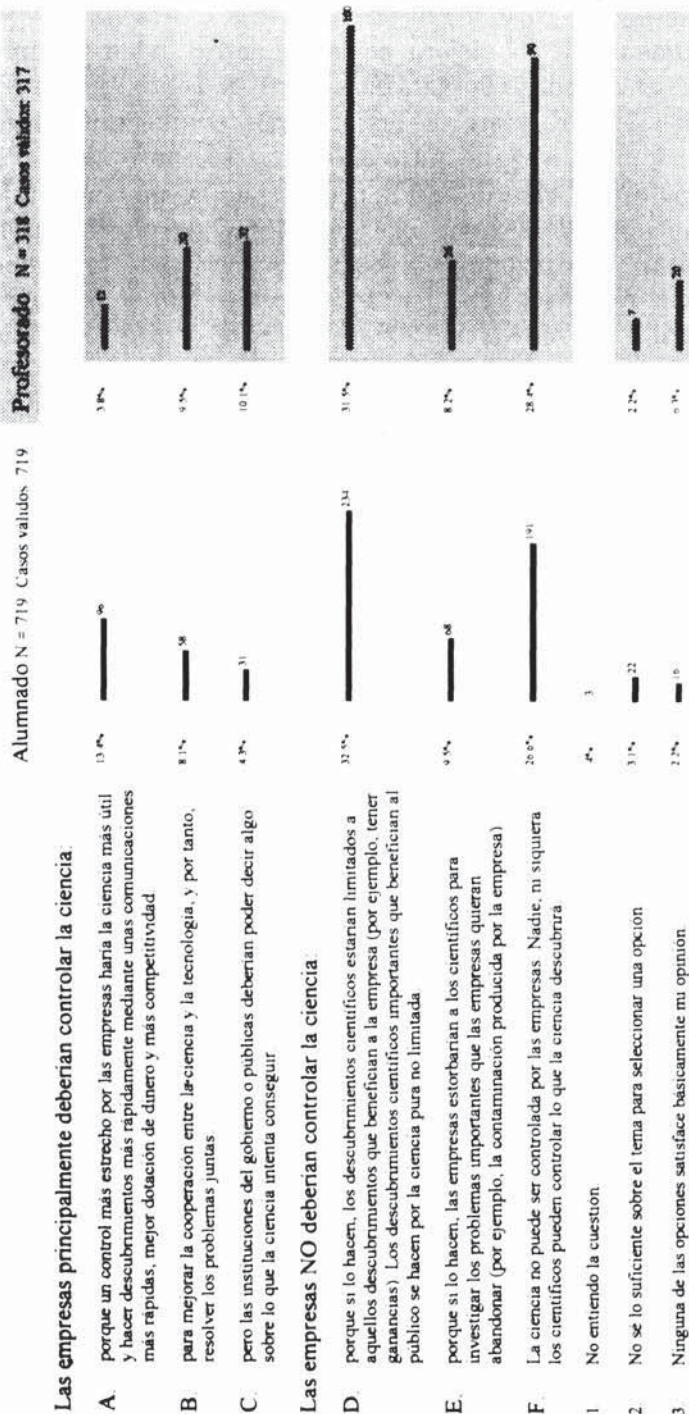 Alumnado N = 719 Casos validos 719
Profesorado N = 318 Casos válidos 317
Las empresas principalmente deberían controlar la ciencia:
A. porque un control más estrecho por las empresas haría la ciencia más útil
y hacer descubrimientos más rápidamente mediante unas comunicaciones
más rápidas, mejor dotación de dinero y más competitividad
13.4% 96
3.8% 12
B para mejorar la cooperación entre la ciencia y la tecnología, y por tanto,
resolver los problemas juntas
8.1% 58
9.5% 30
C. pero las instituciones del gobierno o publicas deberían poder decir algo
sobre lo que la ciencia intenta conseguir
4.3% 31
10.1% 32
Las empresas NO deberían controlar la ciencia:
D. porque si lo hacen, los descubrimientos científicos estarían limitados a
aquellos descubrimientos que benefician a la empresa (por ejemplo, tener
ganancias) Los descubrimientos científicos importantes que benefician al
público se hacen por la ciencia pura no limitada
32.5% 234
31.5% 100
E. porque si lo hacen, las empresas estorbarían a los científicos para
investigar los problemas importantes que las empresas quieran
abandonar (por ejemplo, la contaminación producida por la empresa)
9.5% 68
8.2% 26
F. La ciencia no puede ser controlada por las empresas Nadie, ni siquiera
los científicos pueden controlar lo que la ciencia descubrirá
26.6% 191
28.4% 90
1 No entiendo la cuestion.
.4% 3
2. No se lo suficiente sobre el tema para seleccionar una opción
3.1% 22
2.2% 7
3. Ninguna de las opciones satisface básicamente mi opinión
2.2% 16
6.3% 20